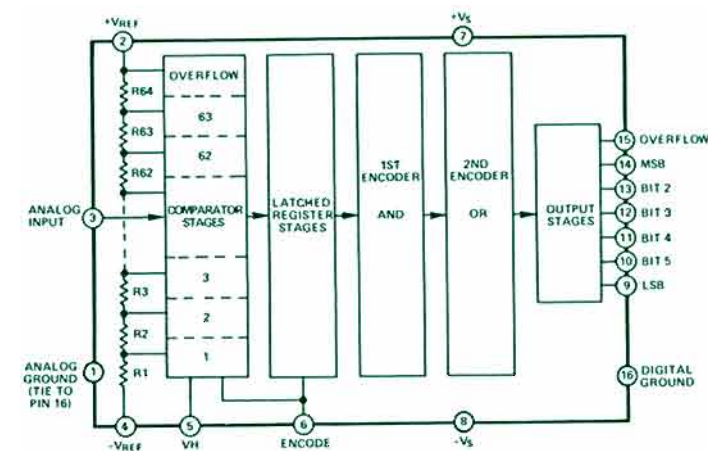 +VREF
+VS
2
7
OVERFLOW
R64
63
R63
62
R62
ANALOG
INPUT
3
COMPARATOR
STAGES
LATCHED
REGISTER
STAGES
1ST
ENCODER
AND
2ND
ENCODER
OR
OUTPUT
STAGES
15 OVERFLOW
14 MSB
13 BIT 2
12 BIT 3
11 BIT 4
10 BIT 5
9 LSB
3
R3
2
R2
1
R1
ANALOG
GROUND
(TIE TO
PIN 16)
1
16
DIGITAL
GROUND
4
5
6
8
-VREF
VH
ENCODE
-VS